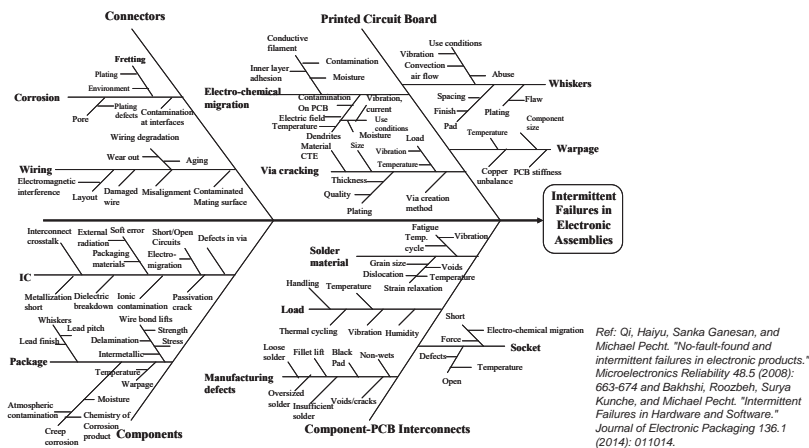 Connectors
Fretting
Plating
Environment
Corrosion
Pore
Plating
defects
Contamination
at interfaces
Wiring degradation
Wear out
Aging
Wiring
Electromagnetic
interference
Layout
Damaged
wire
Misalignment
Contaminated
Mating surface
Printed Circuit Board
Conductive
filament
Contamination
Inner layer
adhesion
Moisture
Electro-chemical
migration
Contamination
On PCB
Vibration,
current
Electric field
Temperature
Use
conditions
Dendrites
Moisture
Material
CTE
Size
Load
Vibration
Temperature
Via cracking
Thickness
Quality
Plating
Via creation
method
Use conditions
Vibration
Convection
air flow
Abuse
Whiskers
Spacing
Finish
Pad
Plating
Flaw
Temperature
Component
size
Warpage
Copper
unbalance
PCB stiffness
Intermittent
Failures in
Electronic
Assemblies
Interconnect
crosstalk
External
radiation
Soft error
Packaging
materials
Short/Open
Circuits
Electro-
migration
Defects in via
IC
Metallization
short
Dielectric
breakdown
Ionic
contamination
Passivation
crack
Whiskers
Lead pitch
Lead finish
Wire bond lifts
Strength
Delamination
Stress
Intermetallic
Package
Temperature
Warpage
Moisture
Atmospheric
contamination
Creep
corrosion
Chemistry of
Corrosion
product
Components
Fatigue
Temp.
cycle
Vibration
Solder
material
Grain size
Dislocation
Strain relaxation
Voids
Temperature
Handling
Temperature
Load
Thermal cycling
Vibration
Humidity
Short
Electro-chemical migration
Force
Socket
Defects
Temperature
Open
Loose
solder
Fillet lift
Black
Pad
Non-wets
Manufacturing
defects
Oversized
solder
Insufficient
solder
Voids/cracks
Component-PCB Interconnects
Ref: Qi, Haiyu, Sanka Ganesan, and
Michael Pecht. "No-fault-found and
intermittent failures in electronic products."
Microelectronics Reliability 48.5 (2008):
663-674 and Bakhshi, Roozbeh, Surya
Kunche, and Michael Pecht. "Intermittent
Failures in Hardware and Software."
Journal of Electronic Packaging 136.1
(2014): 011014.